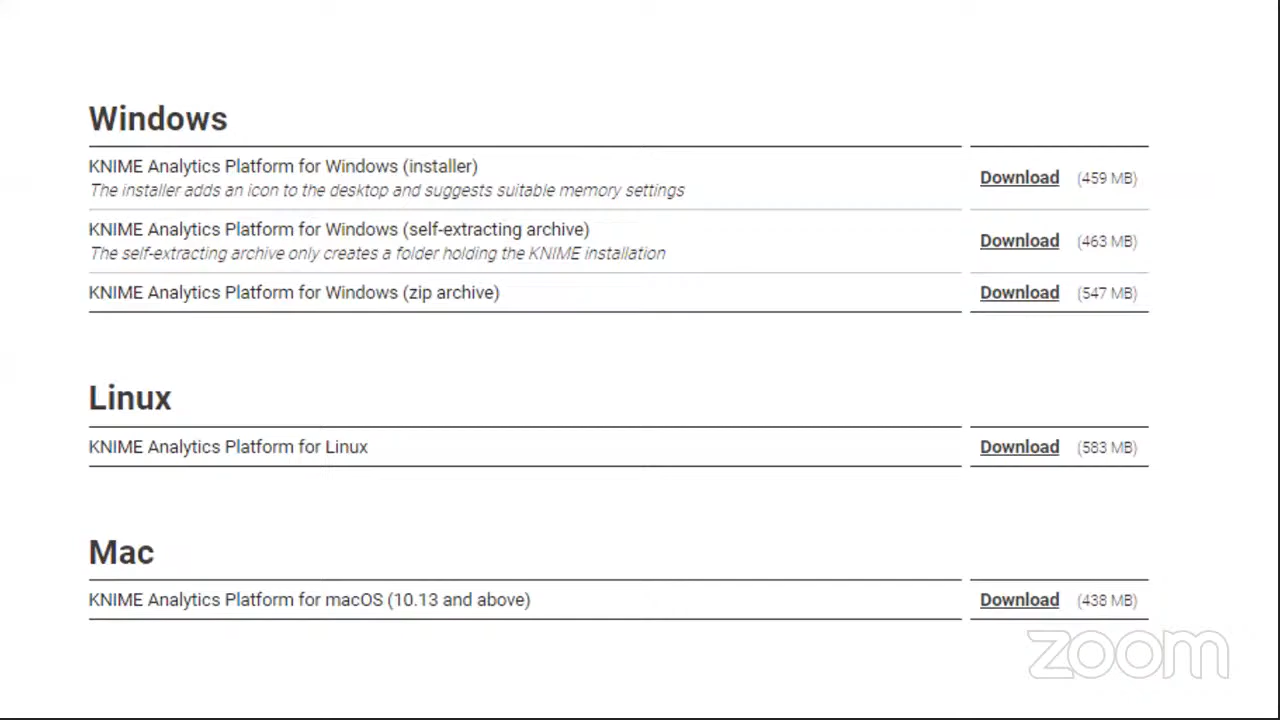 Windows
KNIME Analytics Platform for Windows (installer)
The installer adds an icon to the desktop and suggests suitable memory settings
Download (459 MB)
KNIME Analytics Platform for Windows (self-extracting archive)
The self-extracting archive only creates a folder holding the KNIME installation
Download (463 MB)
KNIME Analytics Platform for Windows (zip archive)
Download (547 MB)
Linux
KNIME Analytics Platform for Linux
Download (583 MB)
Mac
KNIME Analytics Platform for macOS (10.13 and above)
Download (438 MB)
zoom